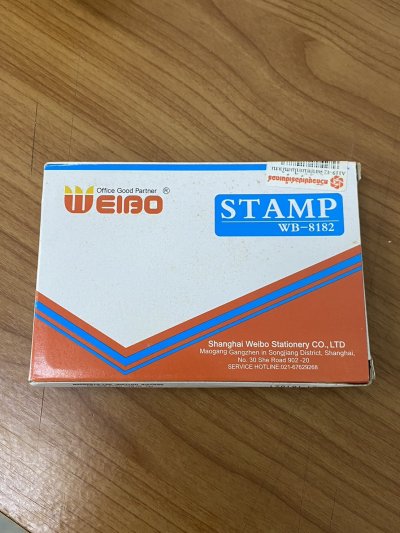 Office Good Partner
WEIBO ®
STAMP
WB-8182
Shanghai Weibo Stationery CO., LTD
Maogang Gangzhen in Songjiang District, Shanghai,
No. 30 She Road 902 -20
SERVICE HOTLINE:021-67629268